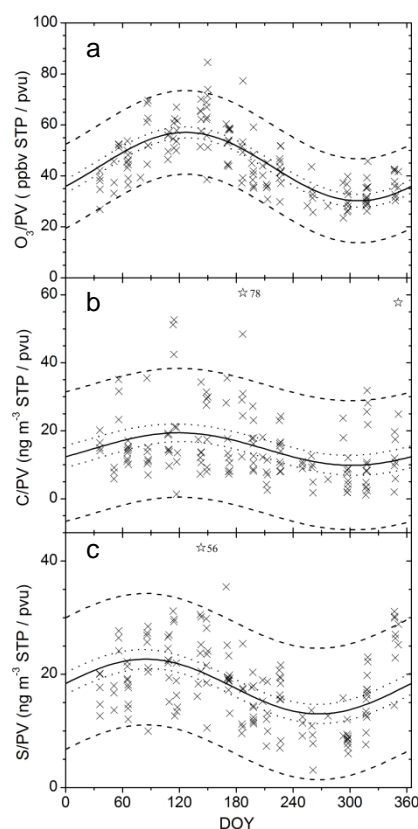 a
100
80
60
40
20
0
O₃/PV ( ppbv STP / pvu)
b
☆78
☆
60
40
20
0
C/PV (ng m⁻³ STP / pvu)
c
☆56
40
20
0
S/PV (ng m⁻³ STP / pvu)
0 60 120 180 240 300 360
DOY